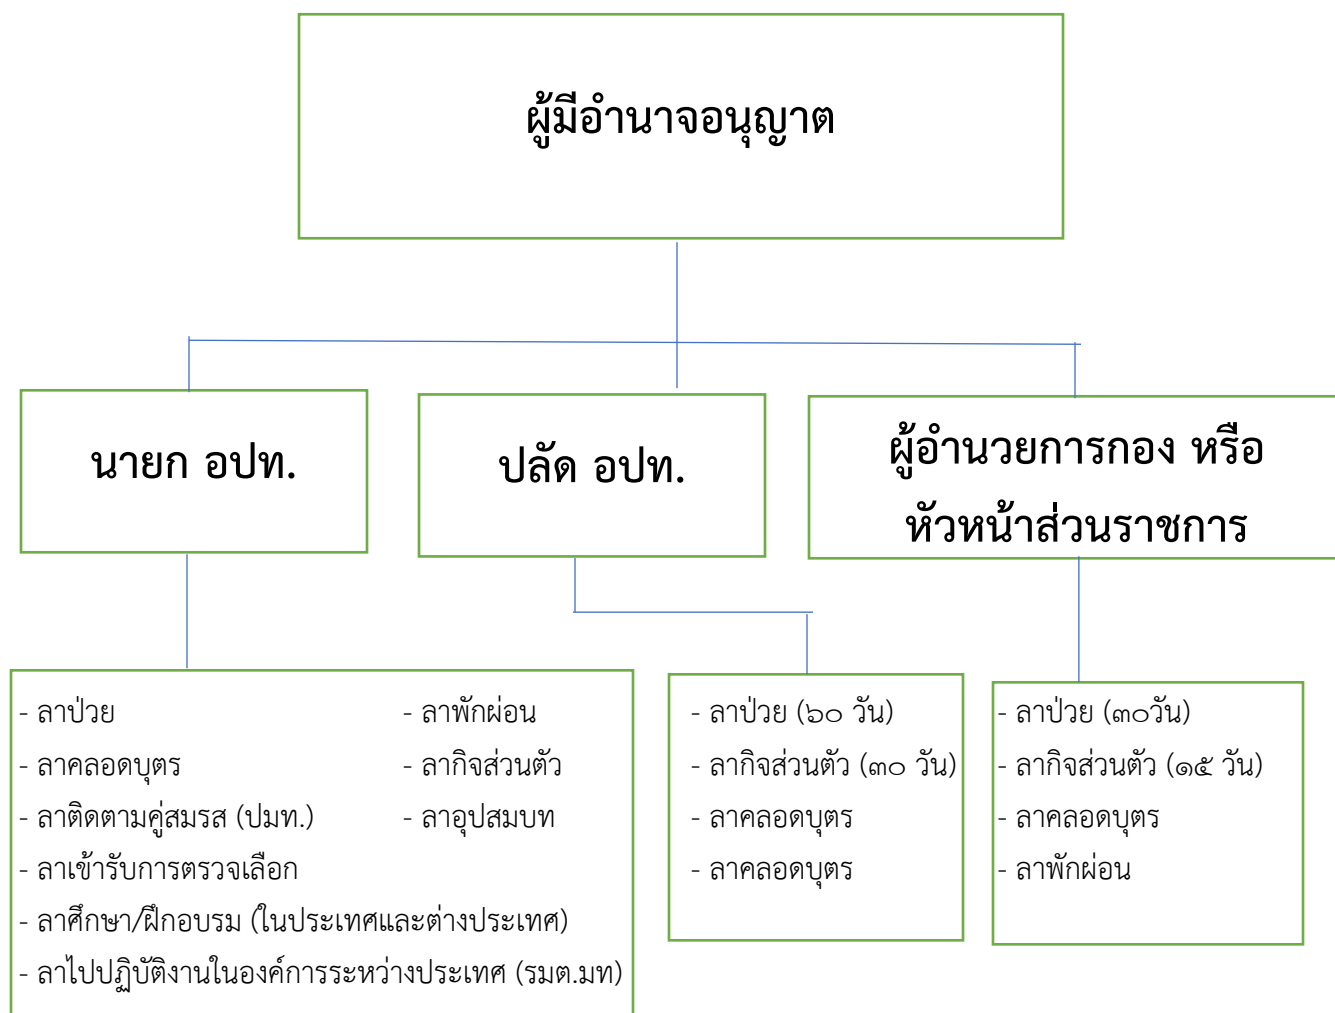 ผู้มีอำนาจอนุญาต
นายก อปท.
ปลัด อปท.
ผู้อำนวยการกอง หรือ
หัวหน้าส่วนราชการ
- ลาป่วย
- ลาคลอดบุตร
- ลาติดตามคู่สมรส (ปมท.)
- ลาเข้ารับการตรวจเลือก
- ลาศึกษา/ฝึกอบรม (ในประเทศและต่างประเทศ)
- ลาไปปฏิบัติงานในองค์การระหว่างประเทศ (รมต.มท)
- ลาพักผ่อน
- ลากิจส่วนตัว
- ลาอุปสมบท
- ลาป่วย (๖๐ วัน)
- ลากิจส่วนตัว (๓๐ วัน)
- ลาคลอดบุตร
- ลาคลอดบุตร
- ลาป่วย (๓๐วัน)
- ลากิจส่วนตัว (๑๕ วัน)
- ลาคลอดบุตร
- ลาพักผ่อน